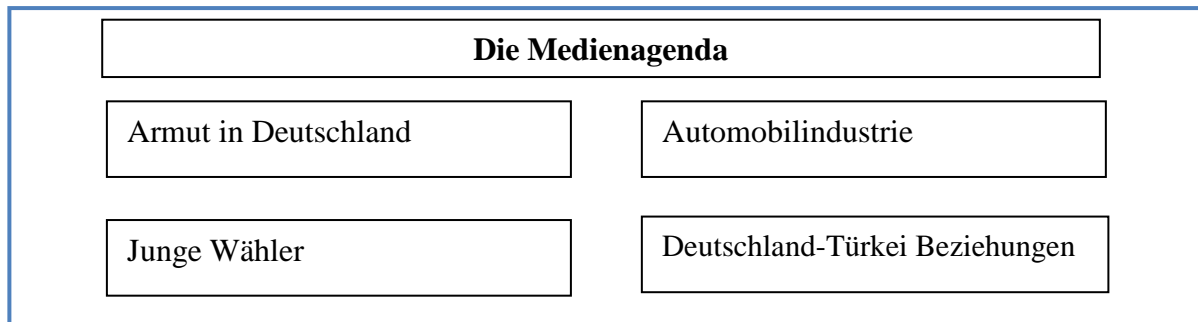 Die Medienagenda
Armut in Deutschland
Automobilindustrie
Junge Wähler
Deutschland-Türkei Beziehungen